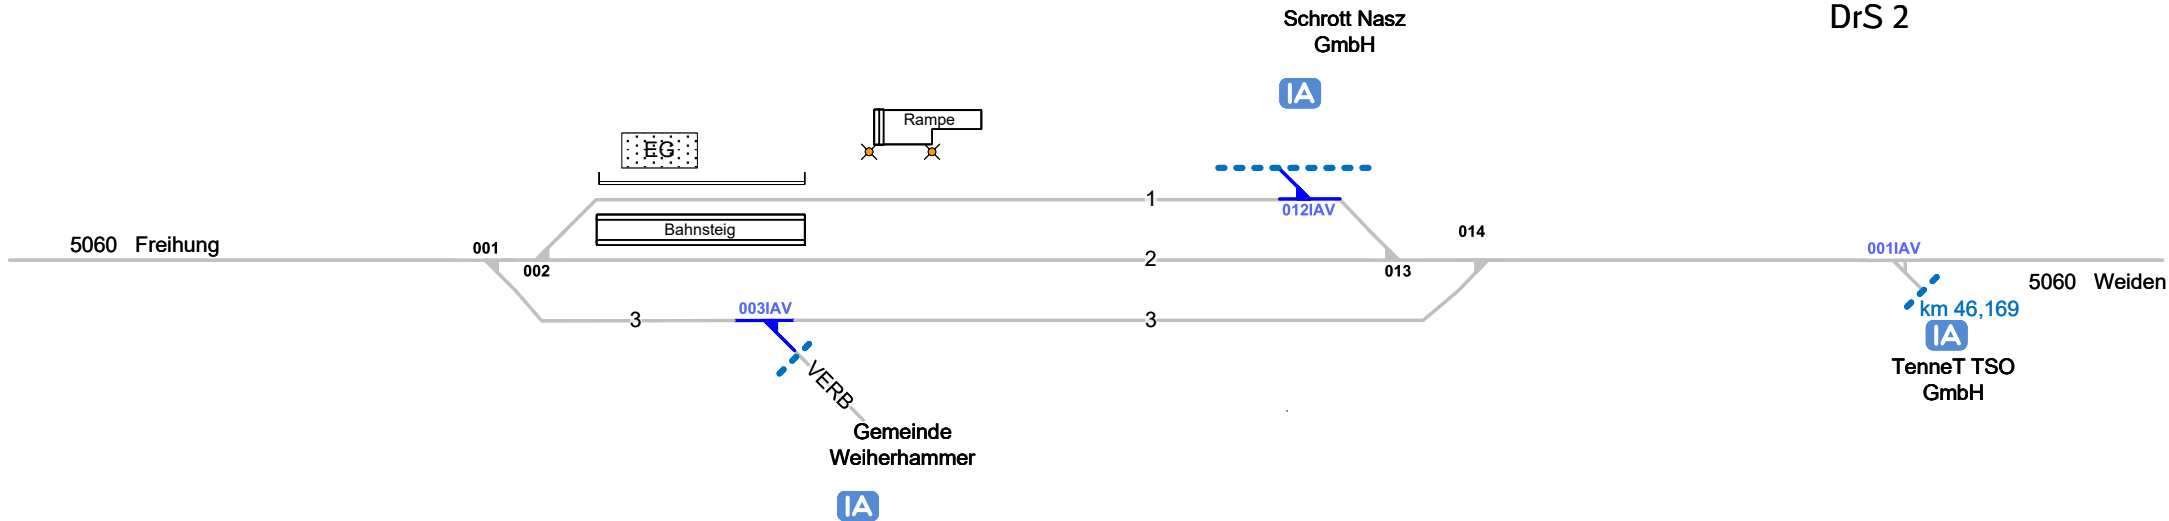 DrS 2
Schrott Nasz
GmbH
IA
Rampe
EG
1
012IAV
Bahnsteig
5060 Freihung
001
002
2
014
013
001IAV
5060 Weiden
km 46,169
IA
TenneT TSO
GmbH
003IAV
3
3
VERB
Gemeinde
Weiherhammer
IA